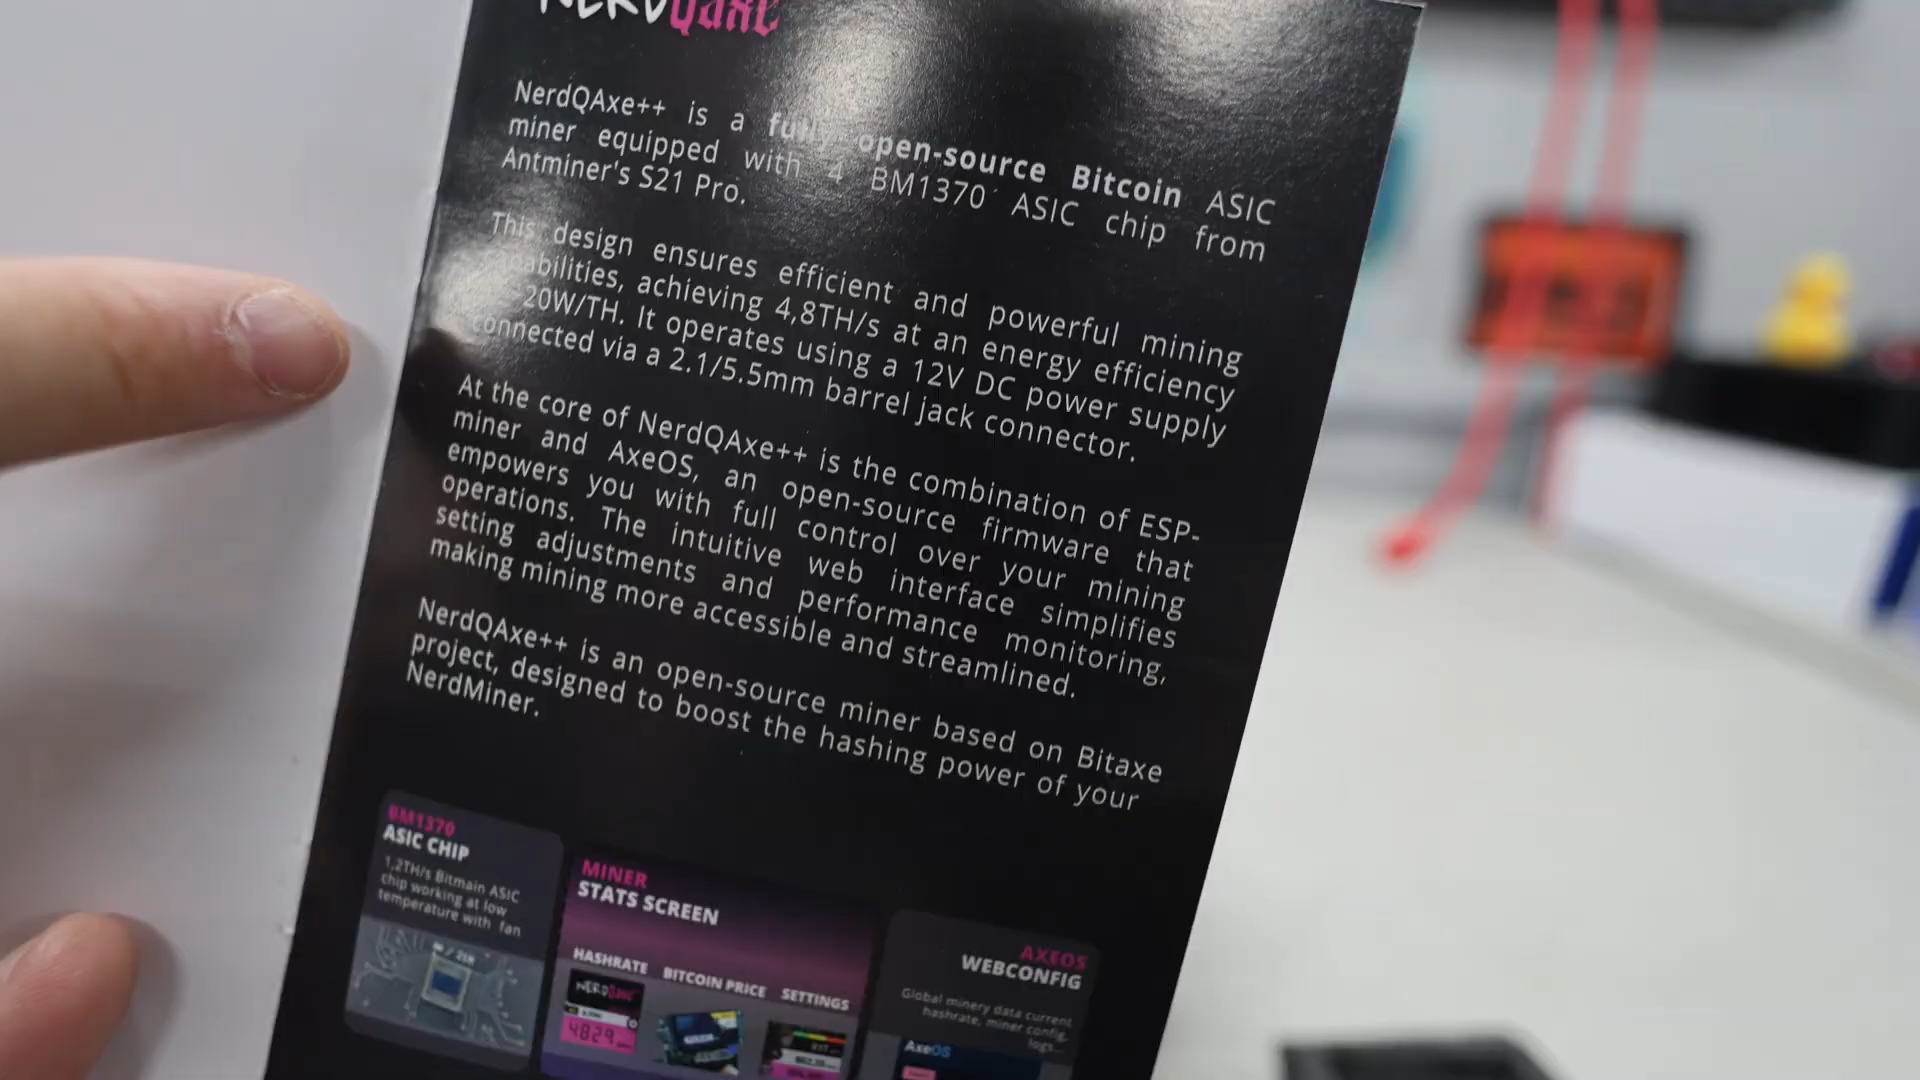 NERDQAXE
NerdQAxe++ is a fully open-source Bitcoin ASIC
miner equipped with 4 BM1370 ASIC chip from
Antminer's S21 Pro.
This design ensures efficient and powerful mining
capabilities, achieving 4,8TH/s at an energy efficiency
20W/TH. It operates using a 12V DC power supply
connected via a 2.1/5.5mm barrel jack connector.
At the core of NerdQAxe++ is the combination of ESP-
miner and AxeOS, an open-source firmware that
empowers you with full control over your mining
operations. The intuitive web interface simplifies
setting adjustments and performance monitoring,
making mining more accessible and streamlined.
NerdQAxe++ is an open-source miner based on Bitaxe
project, designed to boost the hashing power of your
NerdMiner.
BM1370
ASIC CHIP
1,2TH/s Bitmain ASIC
chip working at low
temperature with fan
MINER
STATS SCREEN
HASHRATE BITCOIN PRICE SETTINGS
NERDQAXE
4829
AXEOS
WEBCONFIG
Global minery data current
hashrate, miner config,
logs...
AxeOS